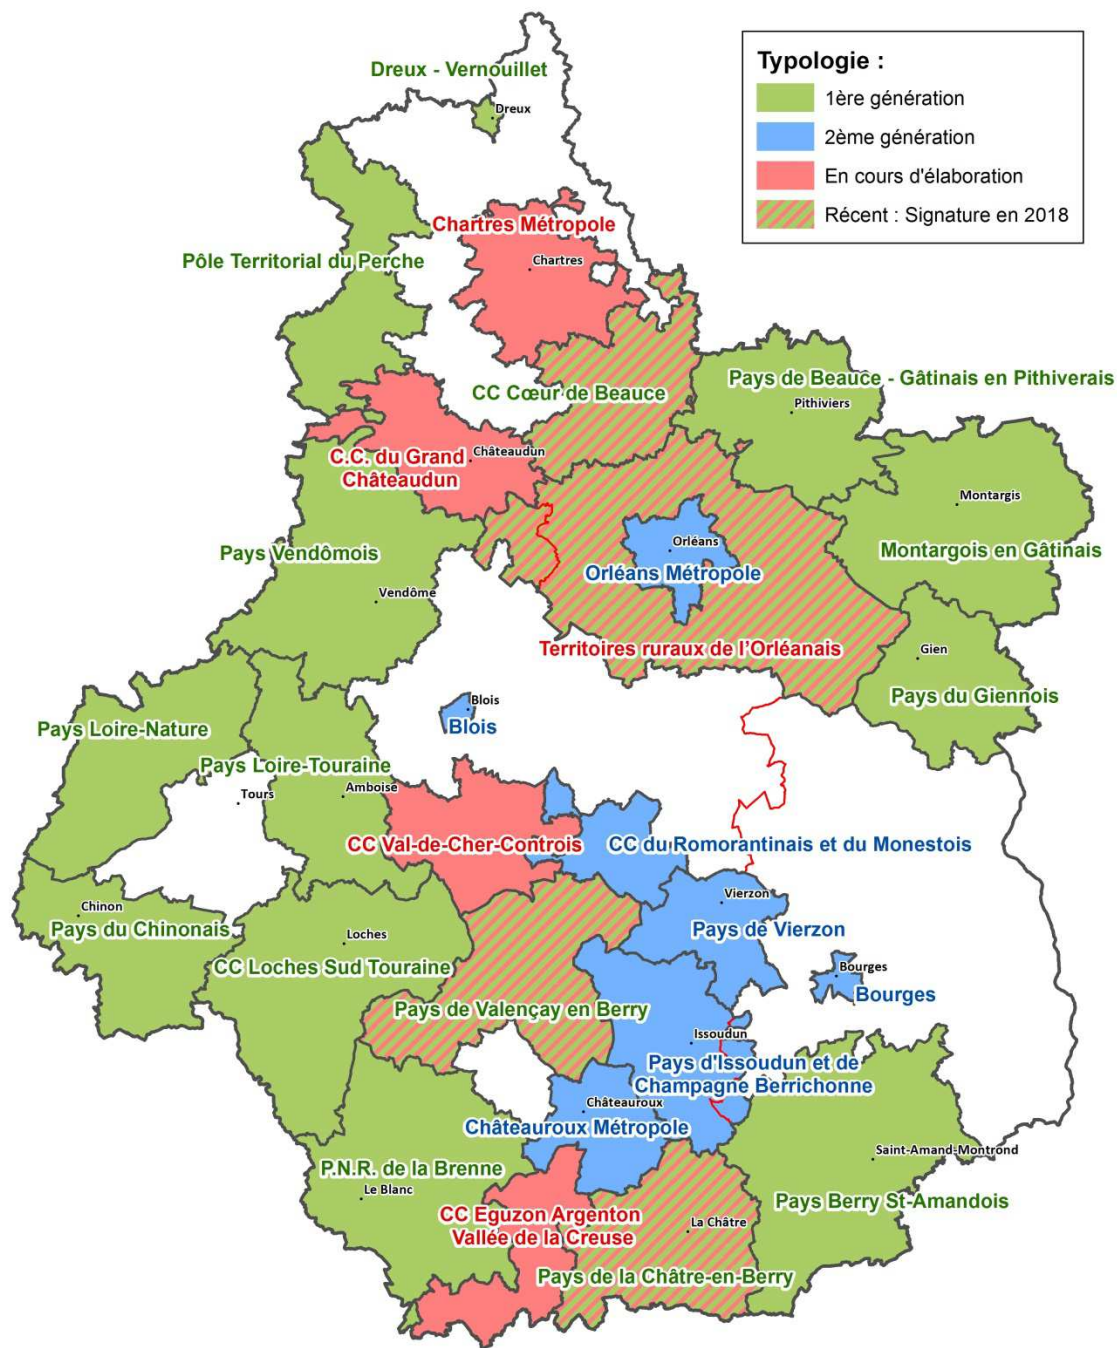 Typologie :
1ère génération
2ème génération
En cours d'élaboration
Récent : Signature en 2018
Dreux - Vernouillet
Dreux
Chartres Métropole
Chartres
Pôle Territorial du Perche
CC Cœur de Beauce
Pays de Beauce - Gâtinais en Pithiverais
Pithiviers
C.C. du Grand
Châteaudun
Châteaudun
Montargis
Montargois en Gâtinais
Pays Vendômois
Vendôme
Orléans
Orléans Métropole
Territoires ruraux de l'Orléanais
Gien
Pays du Giennois
Blois
Blois
Pays Loire-Nature
Pays Loire-Touraine
Tours
Amboise
CC Val-de-Cher-Controis
CC du Romorantinais et du Monestois
Vierzon
Pays de Vierzon
Chinon
Pays du Chinonais
Loches
CC Loches Sud Touraine
Bourges
Bourges
Pays de Valençay en Berry
Issoudun
Pays d'Issoudun et de
Champagne Berrichonne
Châteauroux
Châteauroux Métropole
P.N.R. de la Brenne
Le Blanc
Saint-Amand-Montrond
Pays Berry St-Amandois
CC Eguzon Argenton
Vallée de la Creuse
La Châtre
Pays de la Châtre-en-Berry